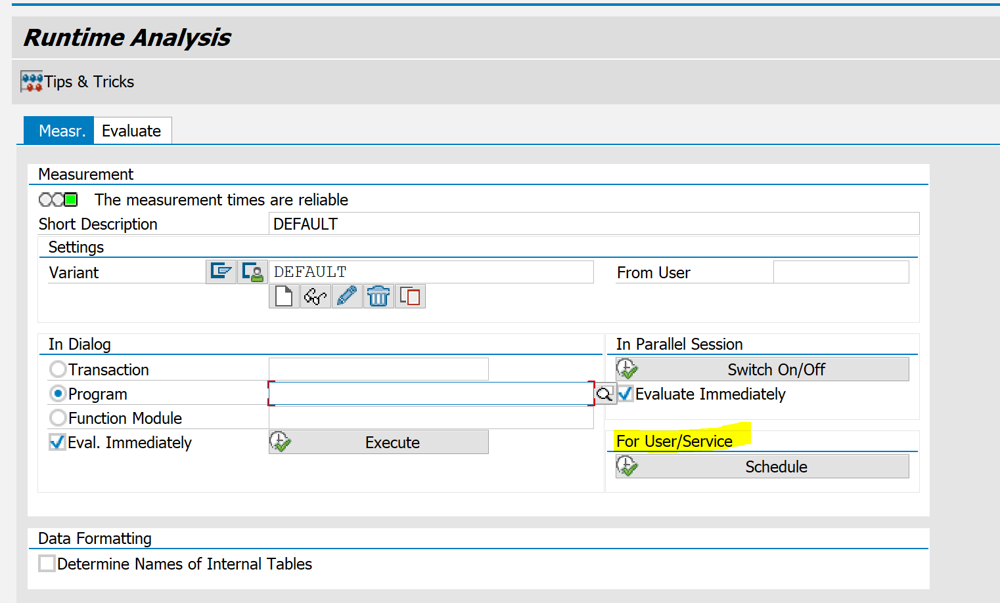 Runtime Analysis
Tips & Tricks
Measr. Evaluate
Measurement
The measurement times are reliable
Short Description DEFAULT
Settings
Variant DEFAULT From User
In Dialog In Parallel Session
Transaction Switch On/Off
Program Evaluate Immediately
Function Module
Eval. Immediately Execute For User/Service
Schedule
Data Formatting
Determine Names of Internal Tables